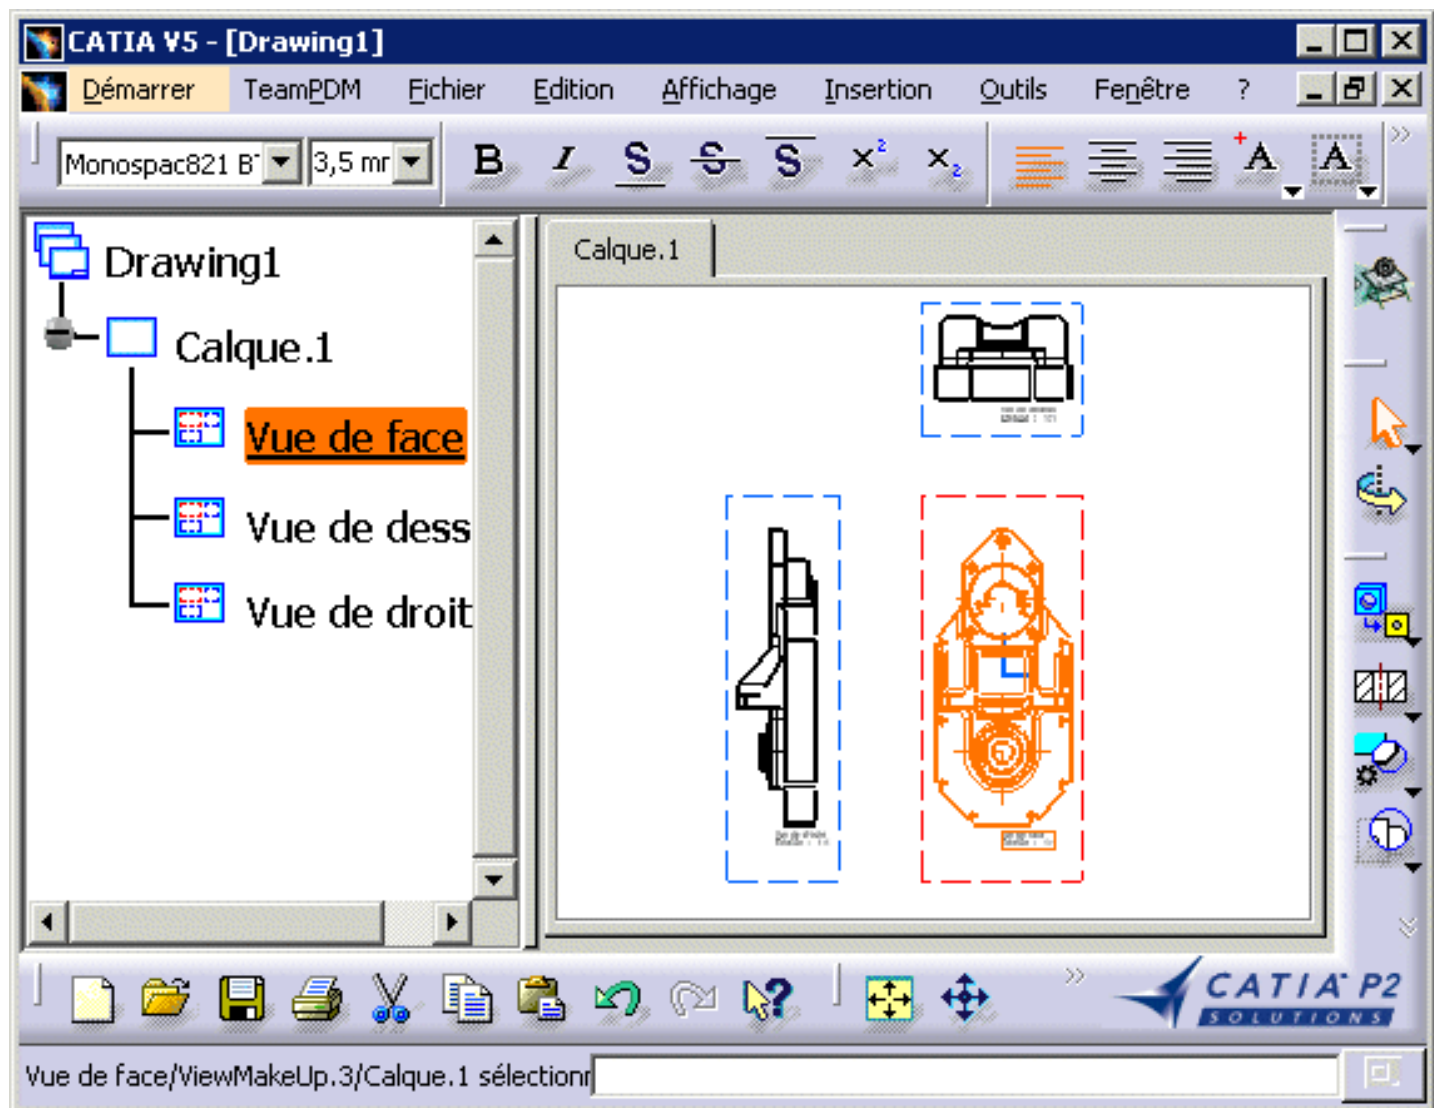 CATIA V5 - [Drawing1]
Démarrer TeamPDM Fichier Edition Affichage Insertion Outils Fenêtre ?
Monospac821 B 3,5 mr B I S S S x² x₂ A A
Drawing1
Calque.1
Calque.1
Vue de face
Vue de dess
Vue de droit
CATIA P2
SOLUTIONS
Vue de face/ViewMakeUp.3/Calque.1 sélection